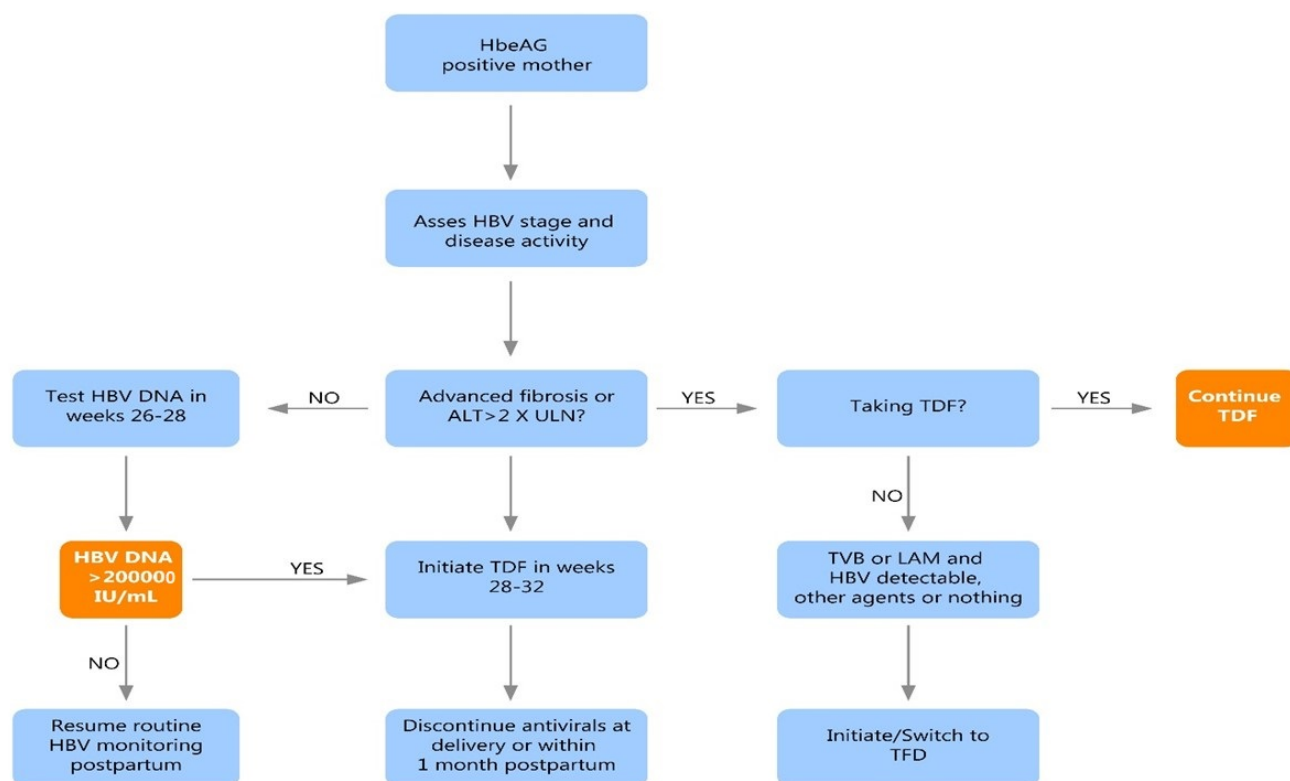 HbeAG
positive mother
Asses HBV stage and
disease activity
Test HBV DNA in
weeks 26-28
NO
Advanced fibrosis or
ALT>2 X ULN?
YES
Taking TDF?
YES
Continue
TDF
NO
HBV DNA
>200000
IU/mL
YES
Initiate TDF in weeks
28-32
TVB or LAM and
HBV detectable,
other agents or nothing
NO
Resume routine
HBV monitoring
postpartum
Discontinue antivirals at
delivery or within
1 month postpartum
Initiate/Switch to
TFD